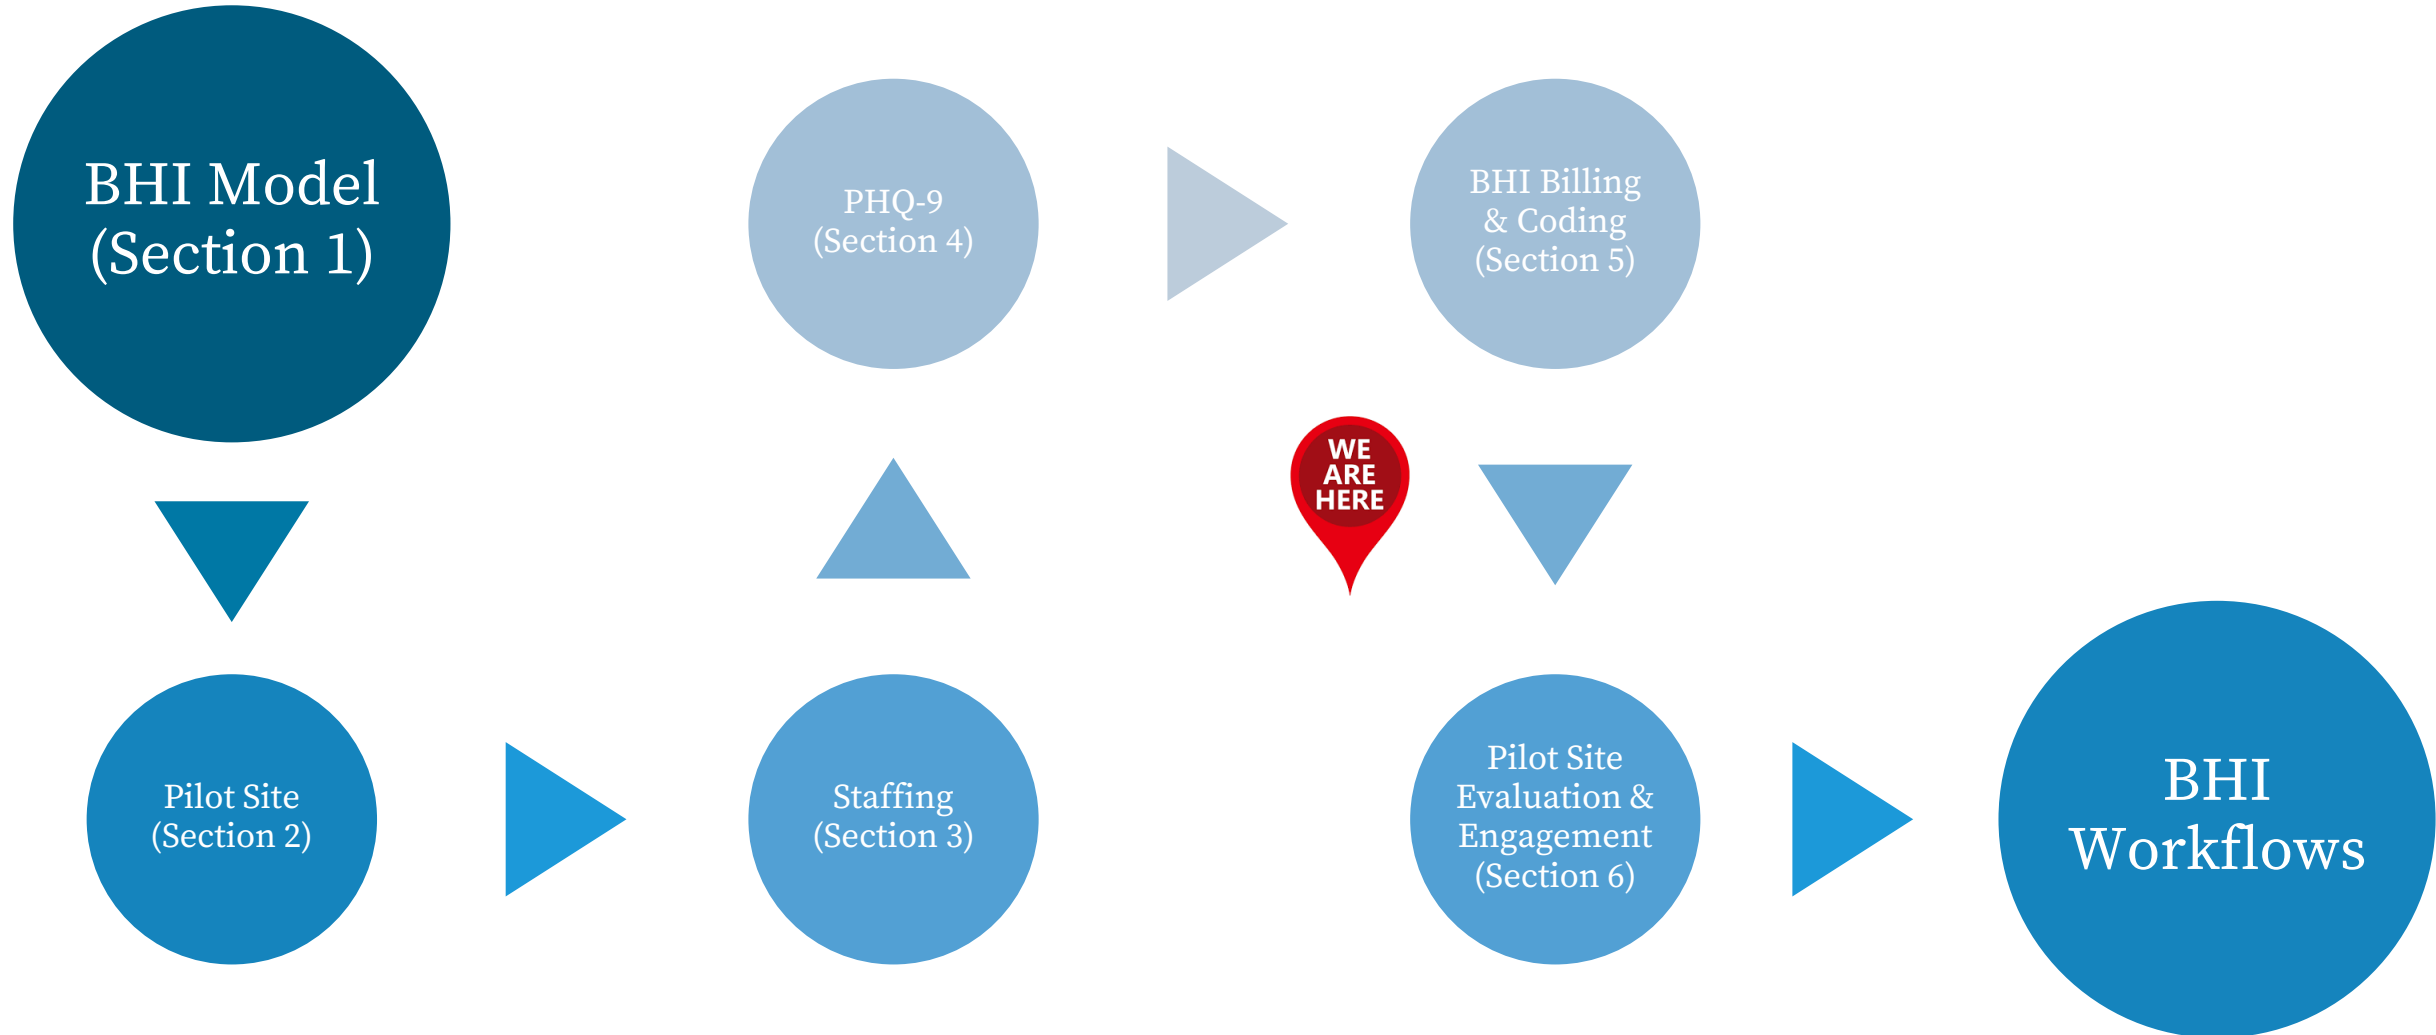 BHI Model
(Section 1)
Pilot Site
(Section 2)
Staffing
(Section 3)
PHQ-9
(Section 4)
BHI Billing
& Coding
(Section 5)
WE
ARE
HERE
Pilot Site
Evaluation &
Engagement
(Section 6)
BHI
Workflows